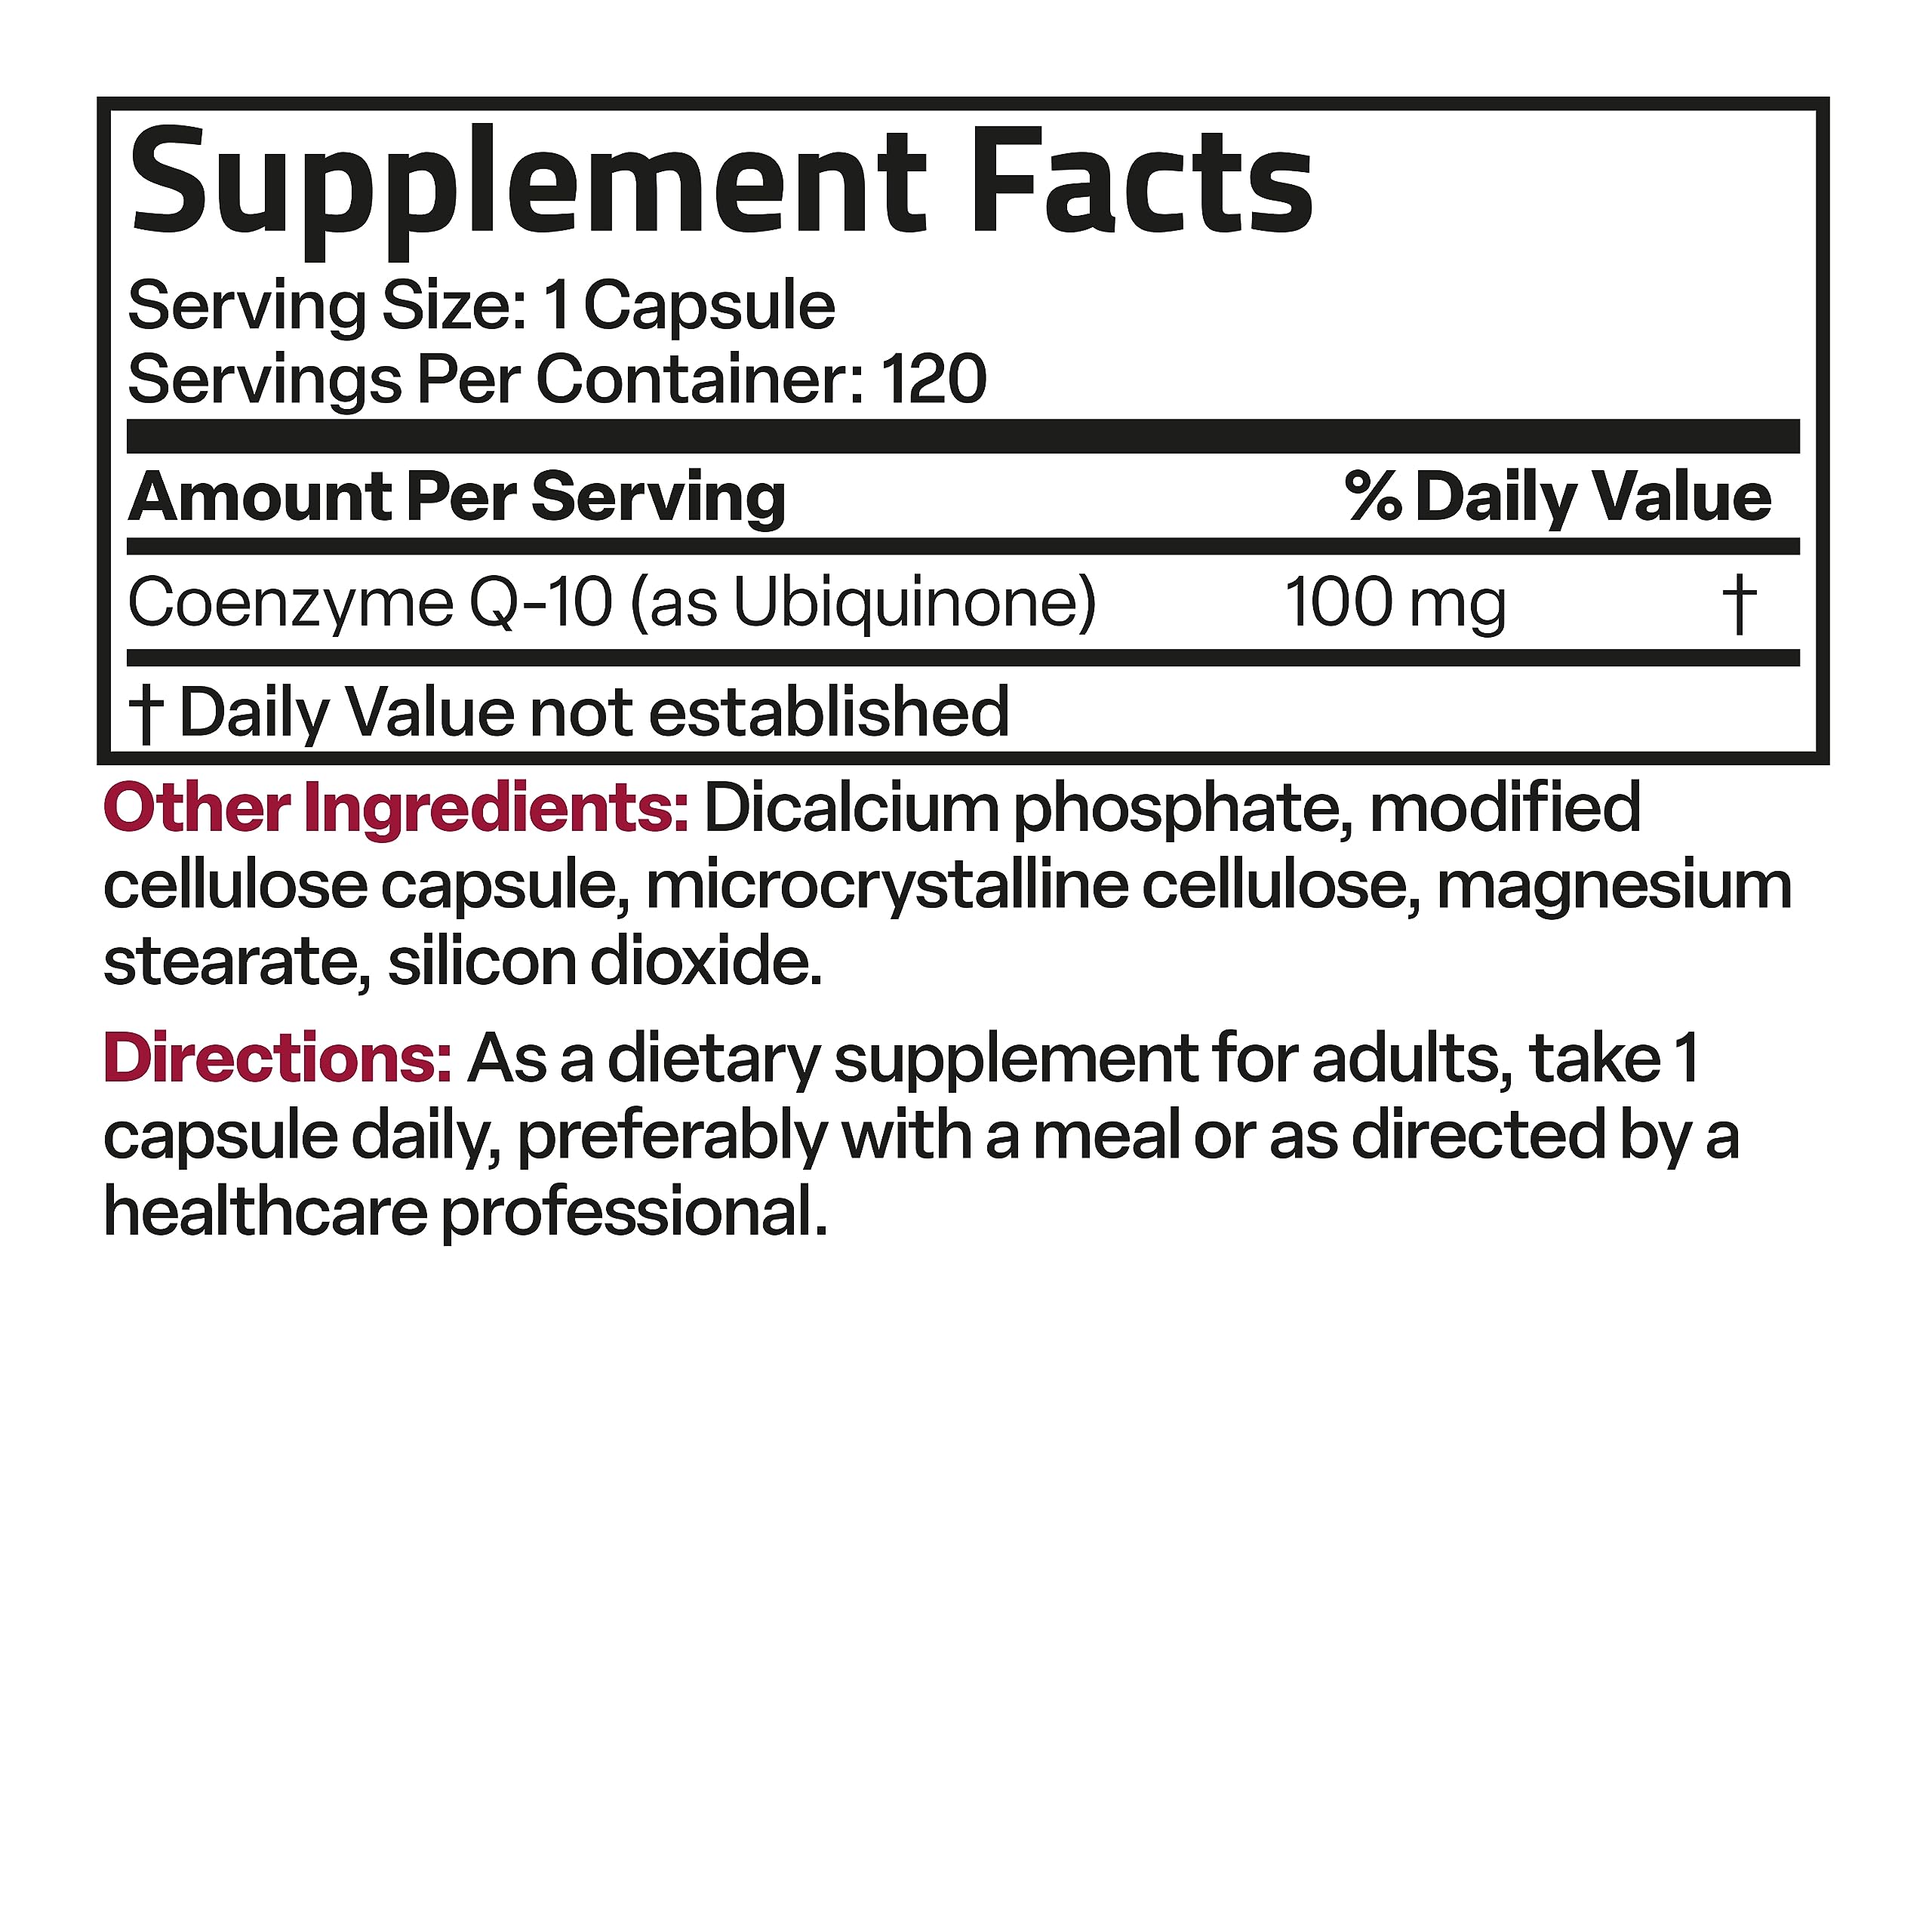 Supplement Facts
Serving Size: 1 Capsule
Servings Per Container: 120
Amount Per Serving % Daily Value
Coenzyme Q-10 (as Ubiquinone) 100 mg †
† Daily Value not established
Other Ingredients: Dicalcium phosphate, modified
cellulose capsule, microcrystalline cellulose, magnesium
stearate, silicon dioxide.
Directions: As a dietary supplement for adults, take 1
capsule daily, preferably with a meal or as directed by a
healthcare professional.